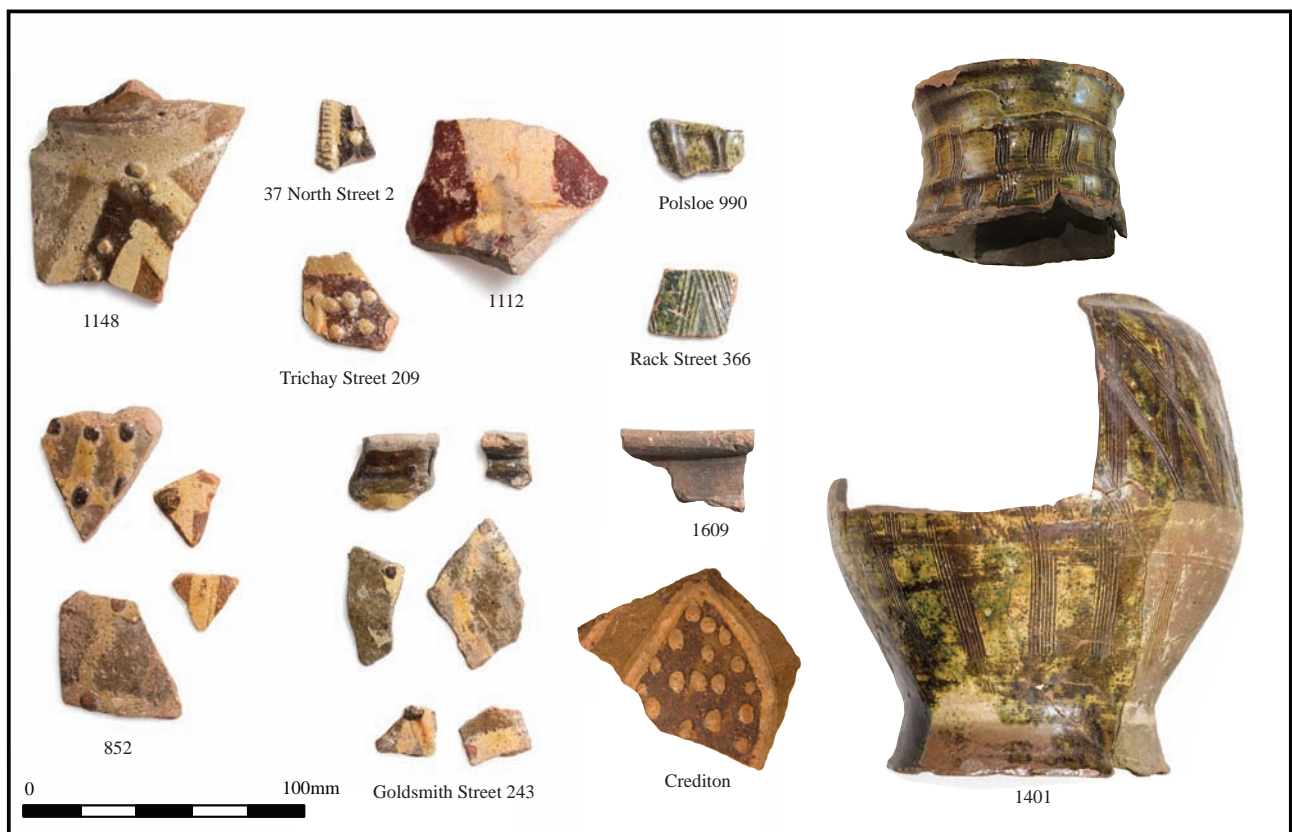 37 North Street 2
Polsloe 990
1148
1112
Trichay Street 209
Rack Street 366
1609
852
Goldsmith Street 243
Crediton
1401
0 100mm